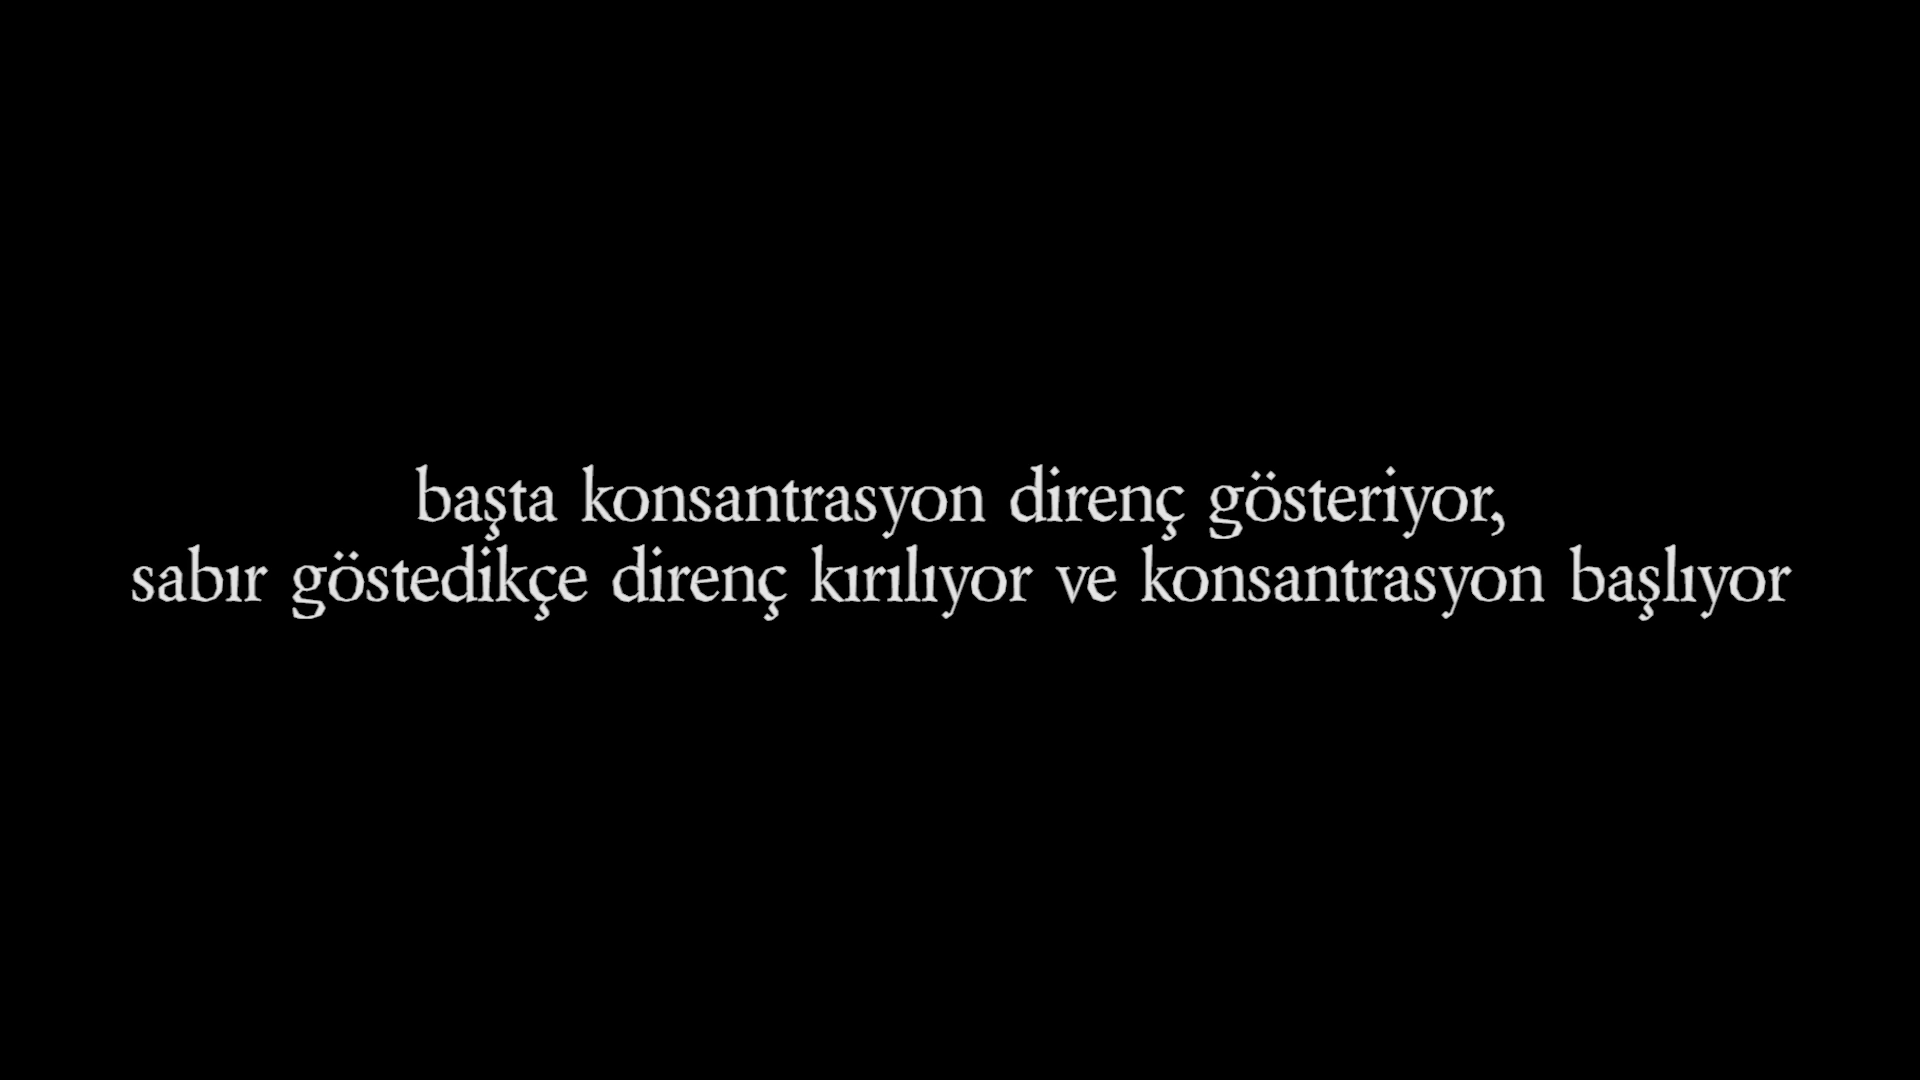 başta konsantrasyon direnç gösteriyor,
sabır göstedikçe direnç kırılıyor ve konsantrasyon başlıyor